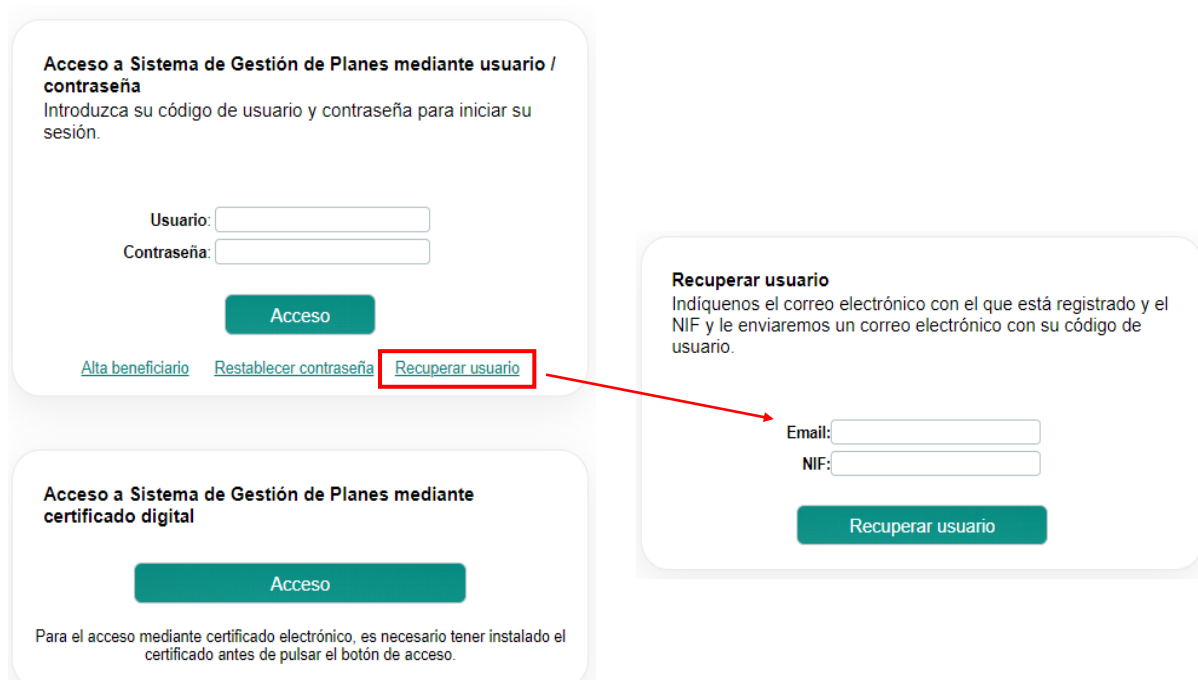 Acceso a Sistema de Gestión de Planes mediante usuario /
contraseña
Introduzca su código de usuario y contraseña para iniciar su
sesión.
Usuario:
Contraseña:
Acceso
Alta beneficiario Restablecer contraseña Recuperar usuario
Acceso a Sistema de Gestión de Planes mediante
certificado digital
Acceso
Para el acceso mediante certificado electrónico, es necesario tener instalado el
certificado antes de pulsar el botón de acceso.
Recuperar usuario
Indíquenos el correo electrónico con el que está registrado y el
NIF y le enviaremos un correo electrónico con su código de
usuario.
Email:
NIF:
Recuperar usuario